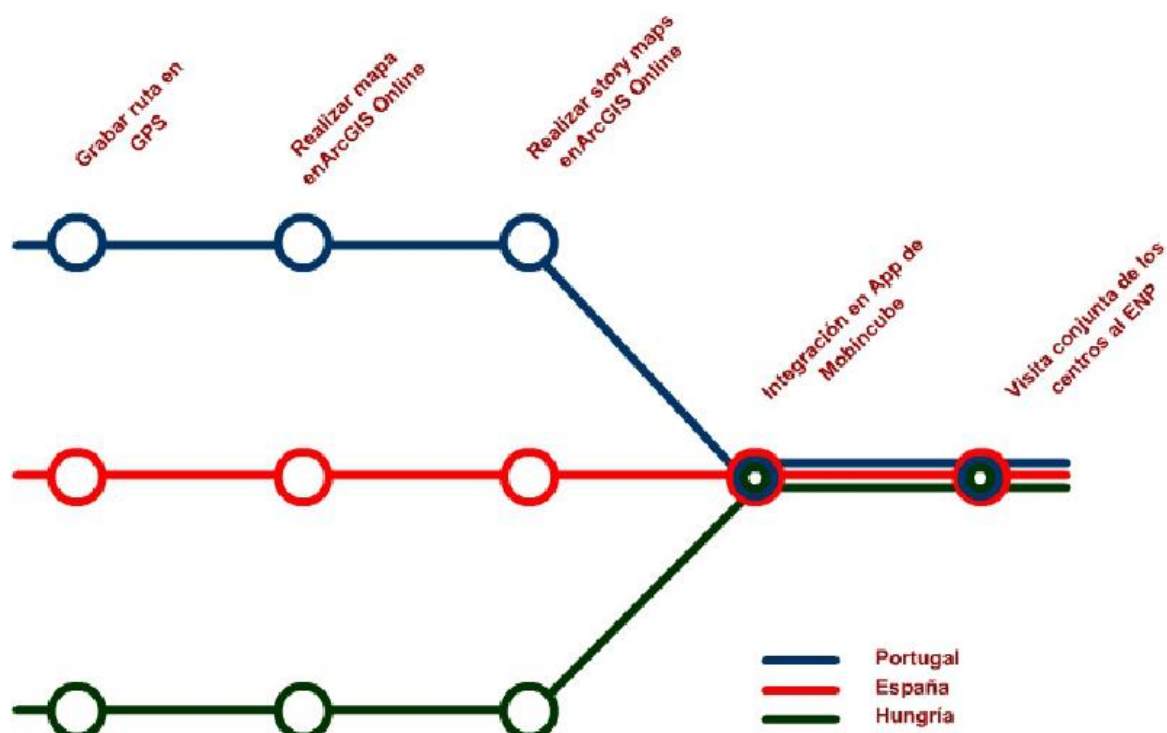 Grabar ruta en
GPS
Realizar mapa
enArcGIS Online
Realizar story maps
enArcGIS Online
Integración en App de
Mobincube
Visita conjunta de los
centros al ENP
Portugal
España
Hungría